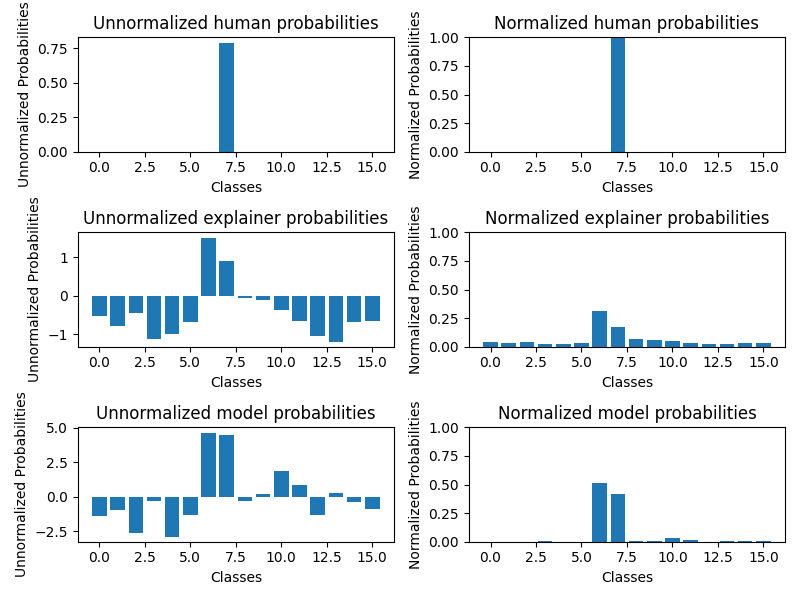 Unnormalized human probabilities
Unnormalized Probabilities
0.75
0.50
0.25
0.00
0.0 2.5 5.0 7.5 10.0 12.5 15.0
Classes
Normalized human probabilities
Normalized Probabilities
1.00
0.75
0.50
0.25
0.00
0.0 2.5 5.0 7.5 10.0 12.5 15.0
Classes
Unnormalized explainer probabilities
Unnormalized Probabilities
1
0
−1
0.0 2.5 5.0 7.5 10.0 12.5 15.0
Classes
Normalized explainer probabilities
Normalized Probabilities
1.00
0.75
0.50
0.25
0.00
0.0 2.5 5.0 7.5 10.0 12.5 15.0
Classes
Unnormalized model probabilities
Unnormalized Probabilities
5.0
2.5
0.0
−2.5
0.0 2.5 5.0 7.5 10.0 12.5 15.0
Classes
Normalized model probabilities
Normalized Probabilities
1.00
0.75
0.50
0.25
0.00
0.0 2.5 5.0 7.5 10.0 12.5 15.0
Classes